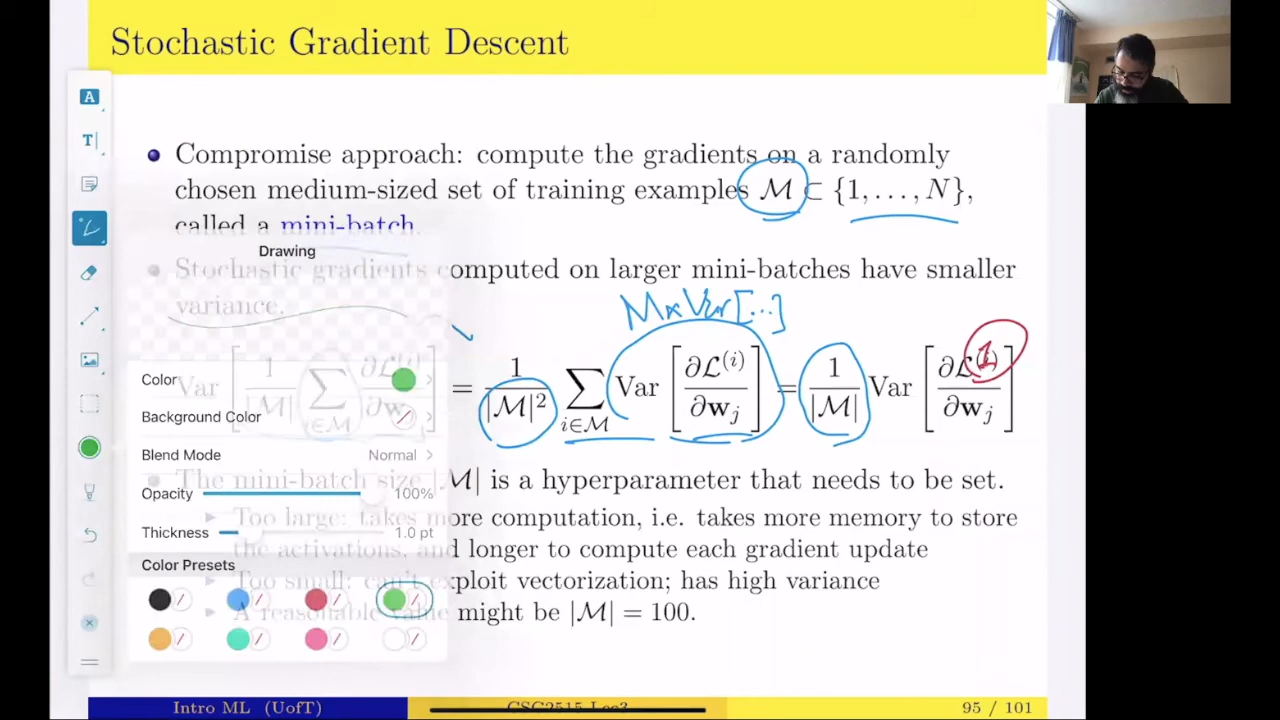 Stochastic Gradient Descent
Compromise approach: compute the gradients on a randomly
chosen medium-sized set of training examples ℳ ⊂ {1, . . . , N},
called a mini-batch.
Stochastic gradients computed on larger mini-batches have smaller
variance.
M × Var[...]
Var [ 1/|ℳ| ∑_{i∈ℳ} ∂ℒ^{(i)}/∂w_j ] = 1/|ℳ|² ∑_{i∈ℳ} Var [ ∂ℒ^{(i)}/∂w_j ] = 1/|ℳ| Var [ ∂ℒ^{(1)}/∂w_j ]
The mini-batch size |ℳ| is a hyperparameter that needs to be set.
Too large: takes more computation, i.e. takes more memory to store
the activations, and longer to compute each gradient update
Too small: can't exploit vectorization; has high variance
A reasonable value might be |ℳ| = 100.
A
T
Drawing
Color
Background Color
Blend Mode Normal
Opacity 100%
Thickness 1.0 pt
Color Presets
Intro ML (UofT) CSC2515-Lec3 95 / 101